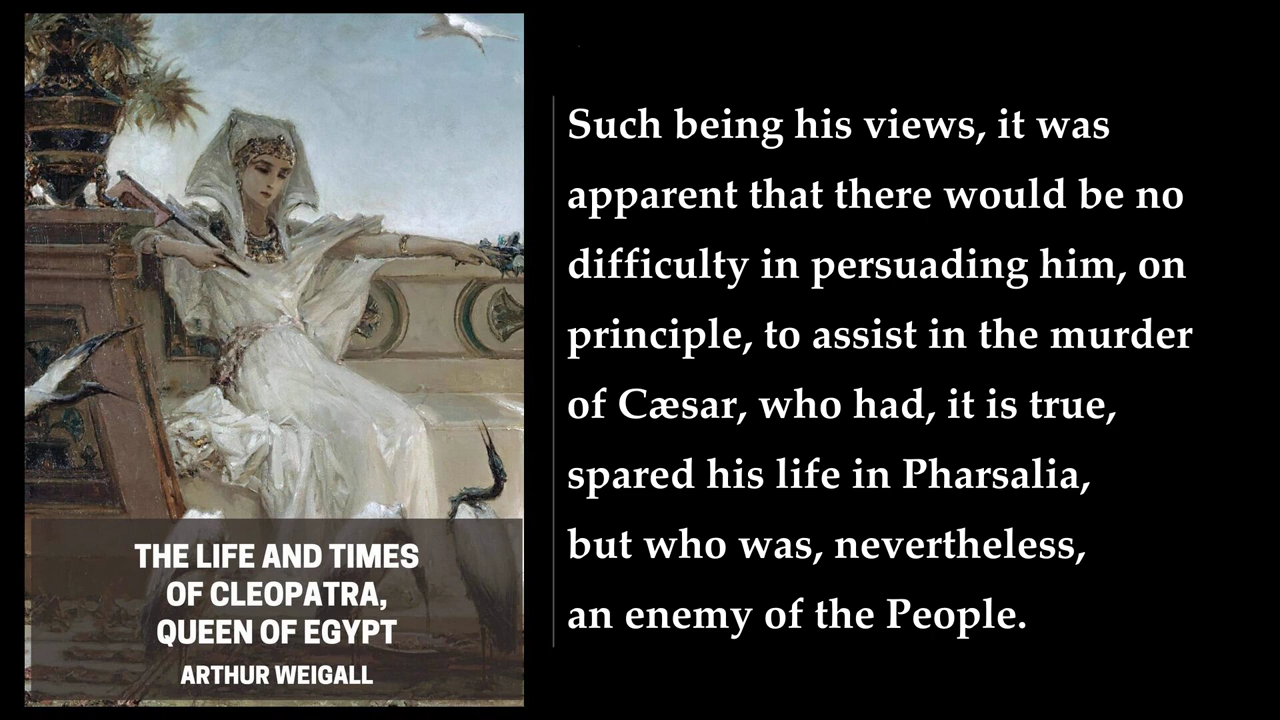 THE LIFE AND TIMES
OF CLEOPATRA,
QUEEN OF EGYPT
ARTHUR WEIGALL
Such being his views, it was
apparent that there would be no
difficulty in persuading him, on
principle, to assist in the murder
of Cæsar, who had, it is true,
spared his life in Pharsalia,
but who was, nevertheless,
an enemy of the People.